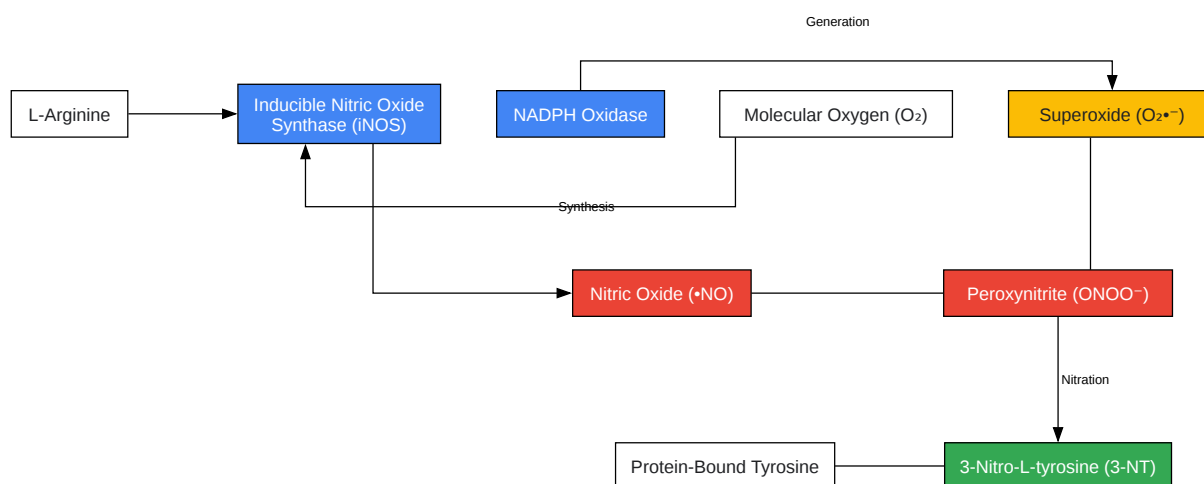 Generation
L-Arginine
Inducible Nitric Oxide
Synthase (iNOS)
NADPH Oxidase
Molecular Oxygen (O₂)
Superoxide (O₂•⁻)
Synthesis
Nitric Oxide (•NO)
Peroxynitrite (ONOO⁻)
Nitration
Protein-Bound Tyrosine
3-Nitro-L-tyrosine (3-NT)